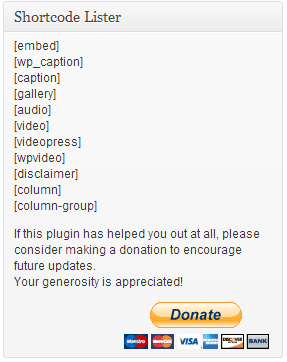 Shortcode Lister
[embed]
[wp_caption]
[caption]
[gallery]
[audio]
[video]
[videopress]
[wpvideo]
[disclaimer]
[column]
[column-group]
If this plugin has helped you out at all, please
consider making a donation to encourage
future updates.
Your generosity is appreciated!
Donate
Maestro MasterCard VISA AMEX DISCOVER BANK